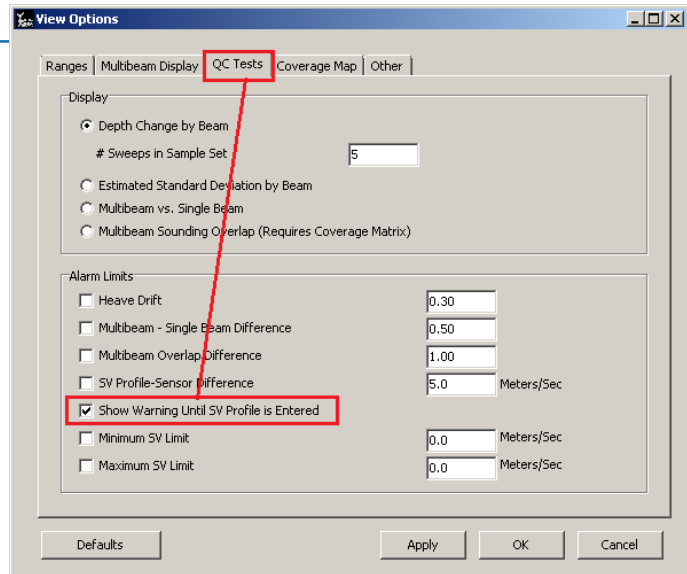 View Options
Ranges Multibeam Display QC Tests Coverage Map Other
Display
Depth Change by Beam
# Sweeps in Sample Set 5
Estimated Standard Deviation by Beam
Multibeam vs. Single Beam
Multibeam Sounding Overlap (Requires Coverage Matrix)
Alarm Limits
Heave Drift 0.30
Multibeam - Single Beam Difference 0.50
Multibeam Overlap Difference 1.00
SV Profile-Sensor Difference 5.0 Meters/Sec
Show Warning Until SV Profile is Entered
Minimum SV Limit 0.0 Meters/Sec
Maximum SV Limit 0.0 Meters/Sec
Defaults Apply OK Cancel